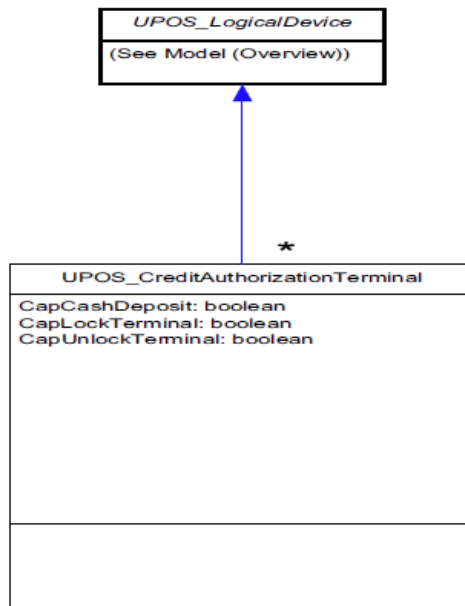 UPOS_LogicalDevice
(See Model (Overview))
*
UPOS_CreditAuthorizationTerminal
CapCashDeposit: boolean
CapLockTerminal: boolean
CapUnlockTerminal: boolean